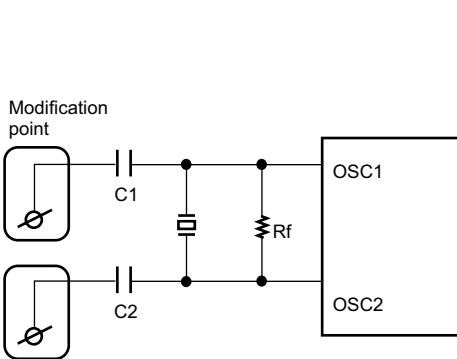 Modification
point
C1
OSC1
Rf
C2
OSC2